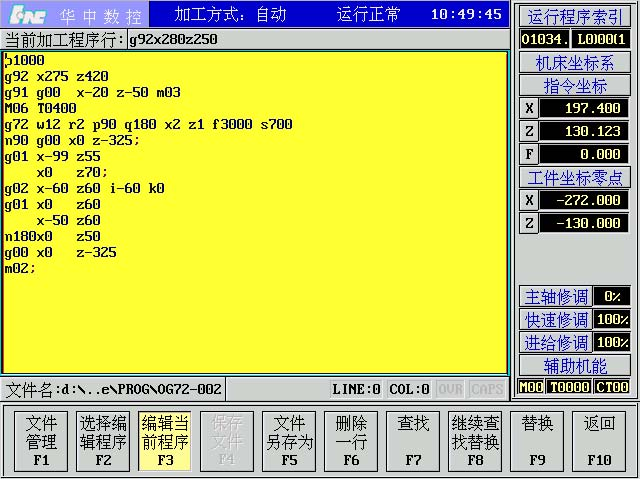 HNC 华中数控 加工方式:自动 运行正常 10:49:45 运行程序索引
当前加工程序行: g92x280z250
O1034. L0000(1
机床坐标系
指令坐标
X 197.400
Z 130.123
F 0.000
工件坐标零点
X -272.000
Z -130.000
主轴修调 0%
快速修调 100%
进给修调 100%
辅助机能
M00 T0000 CT00
g92 x275 z420
g91 g00 x-20 z-50 m03
M06 T0400
g72 w12 r2 p90 q180 x2 z1 f3000 s700
n90 g00 x0 z-325;
g01 x-99 z55
x0 z70;
g02 x-60 z60 i-60 k0
g01 x0 z60
x-50 z60
n180x0 z50
g00 x0 z-325
m02;
文件名:d:\..e\PROG\OG72-002 LINE:0 COL:0 OVR CAPS
文件管理 F1
选择编辑程序 F2
编辑当前程序 F3
保存文件 F4
文件另存为 F5
删除一行 F6
查找 F7
继续查找替换 F8
替换 F9
返回 F10